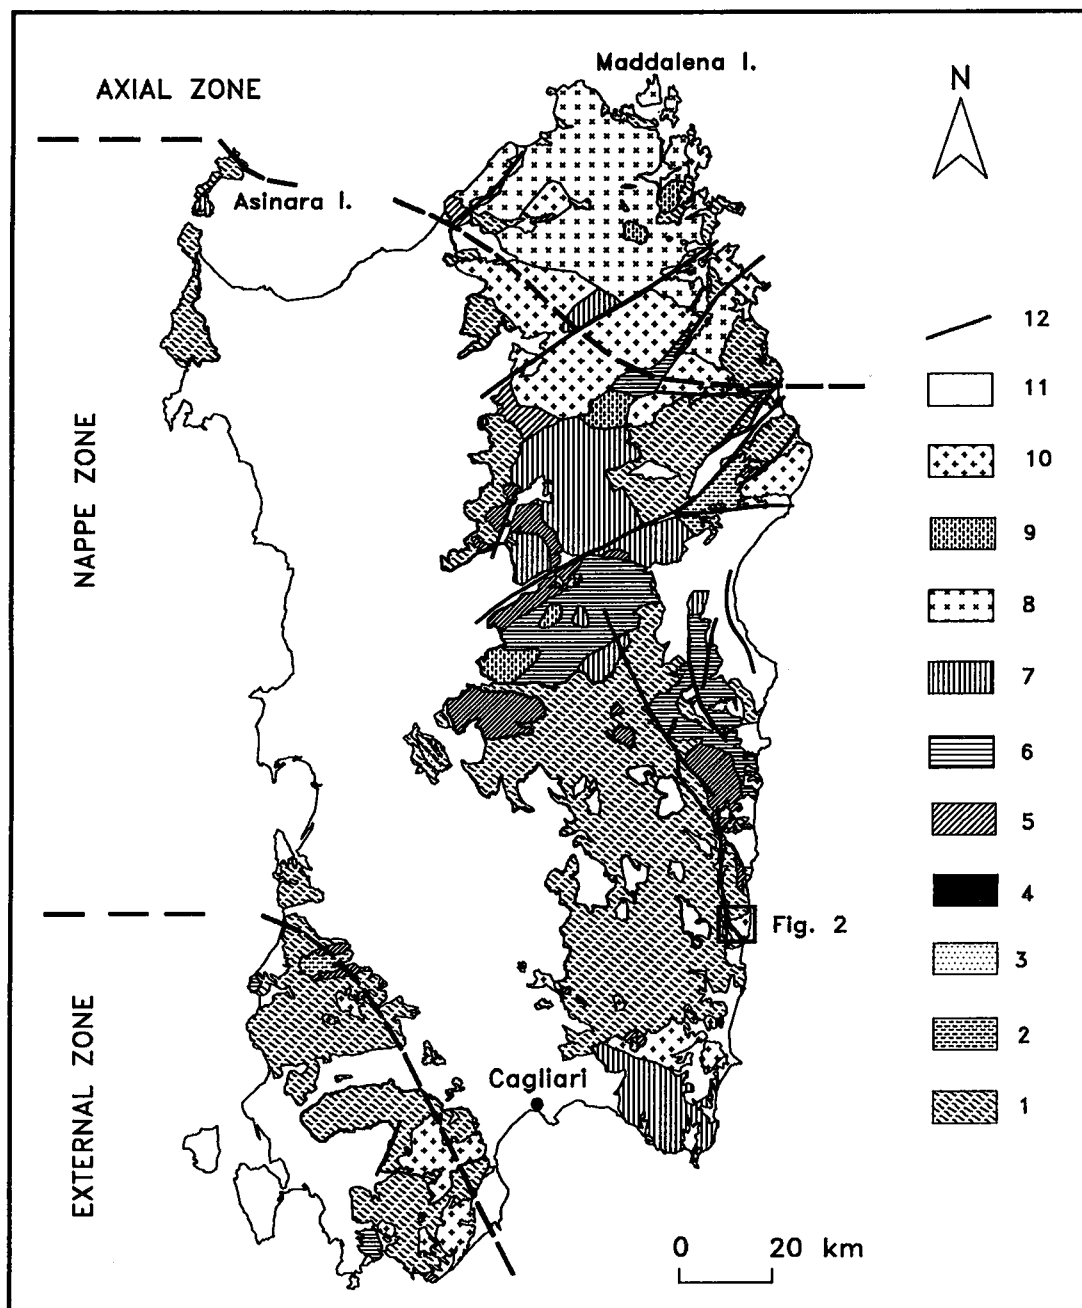 Maddalena I.
AXIAL ZONE
N
Asinara I.
12
11
10
9
8
7
6
5
4
3
2
1
NAPPE ZONE
Fig. 2
EXTERNAL ZONE
Cagliari
0 20 km